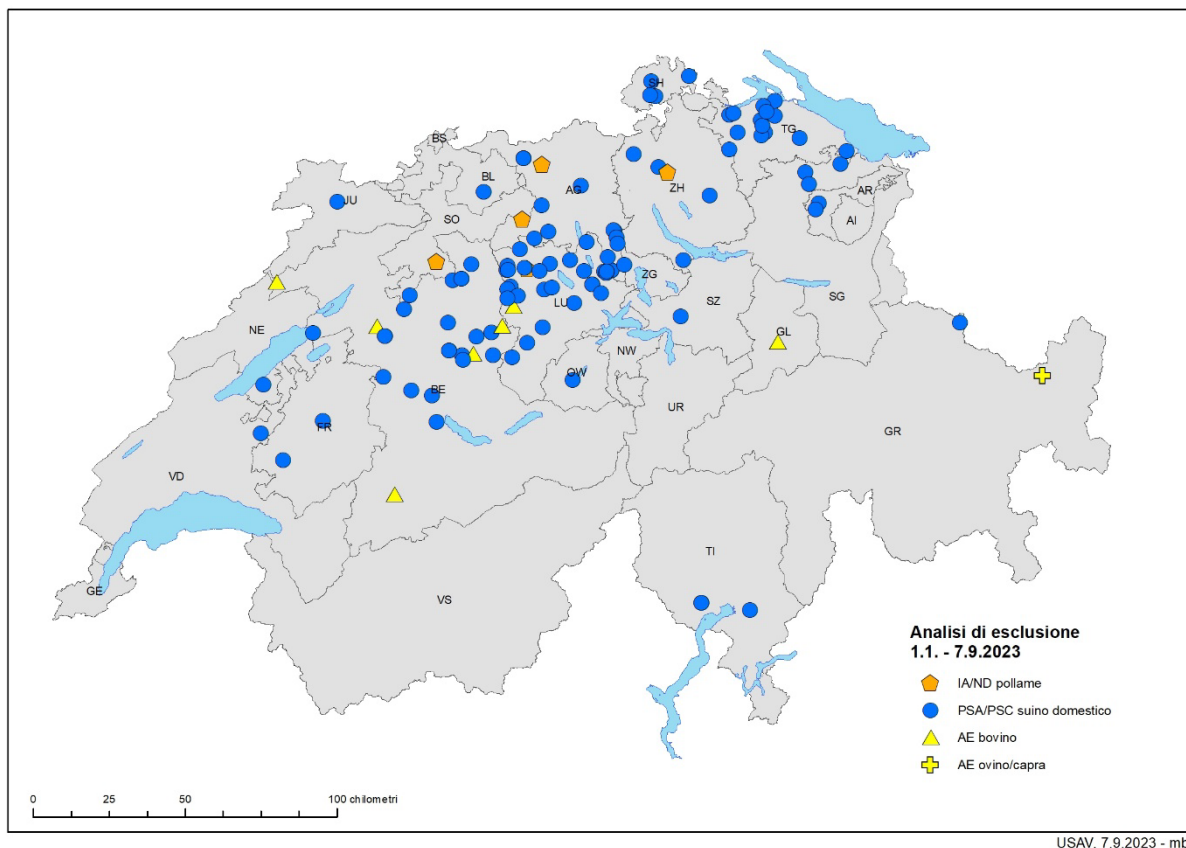 SH
BS
TG
BL
AG
ZH
JU
AR
SO
AI
ZG
LU
SZ
SG
NE
GL
NW
OW
BE
UR
GR
FR
VD
TI
GE
VS
Analisi di esclusione
1.1. - 7.9.2023
IA/ND pollame
PSA/PSC suino domestico
AE bovino
AE ovino/capra
0 25 50 100 chilometri
USAV, 7.9.2023 - mb